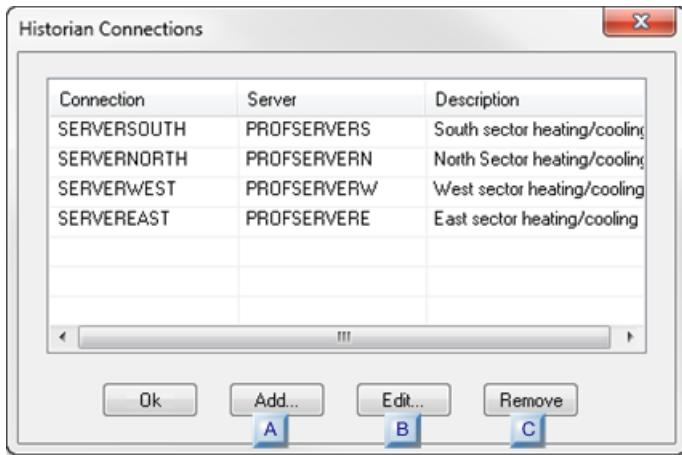 Historian Connections
Connection Server Description
SERVERSOUTH PROFSERVERS South sector heating/cooling
SERVERNORTH PROFSERVERN North Sector heating/cooling
SERVERWEST PROFSERVERW West sector heating/cooling
SERVEREAST PROFSERVERE East sector heating/cooling
Ok Add... Edit... Remove
A B C